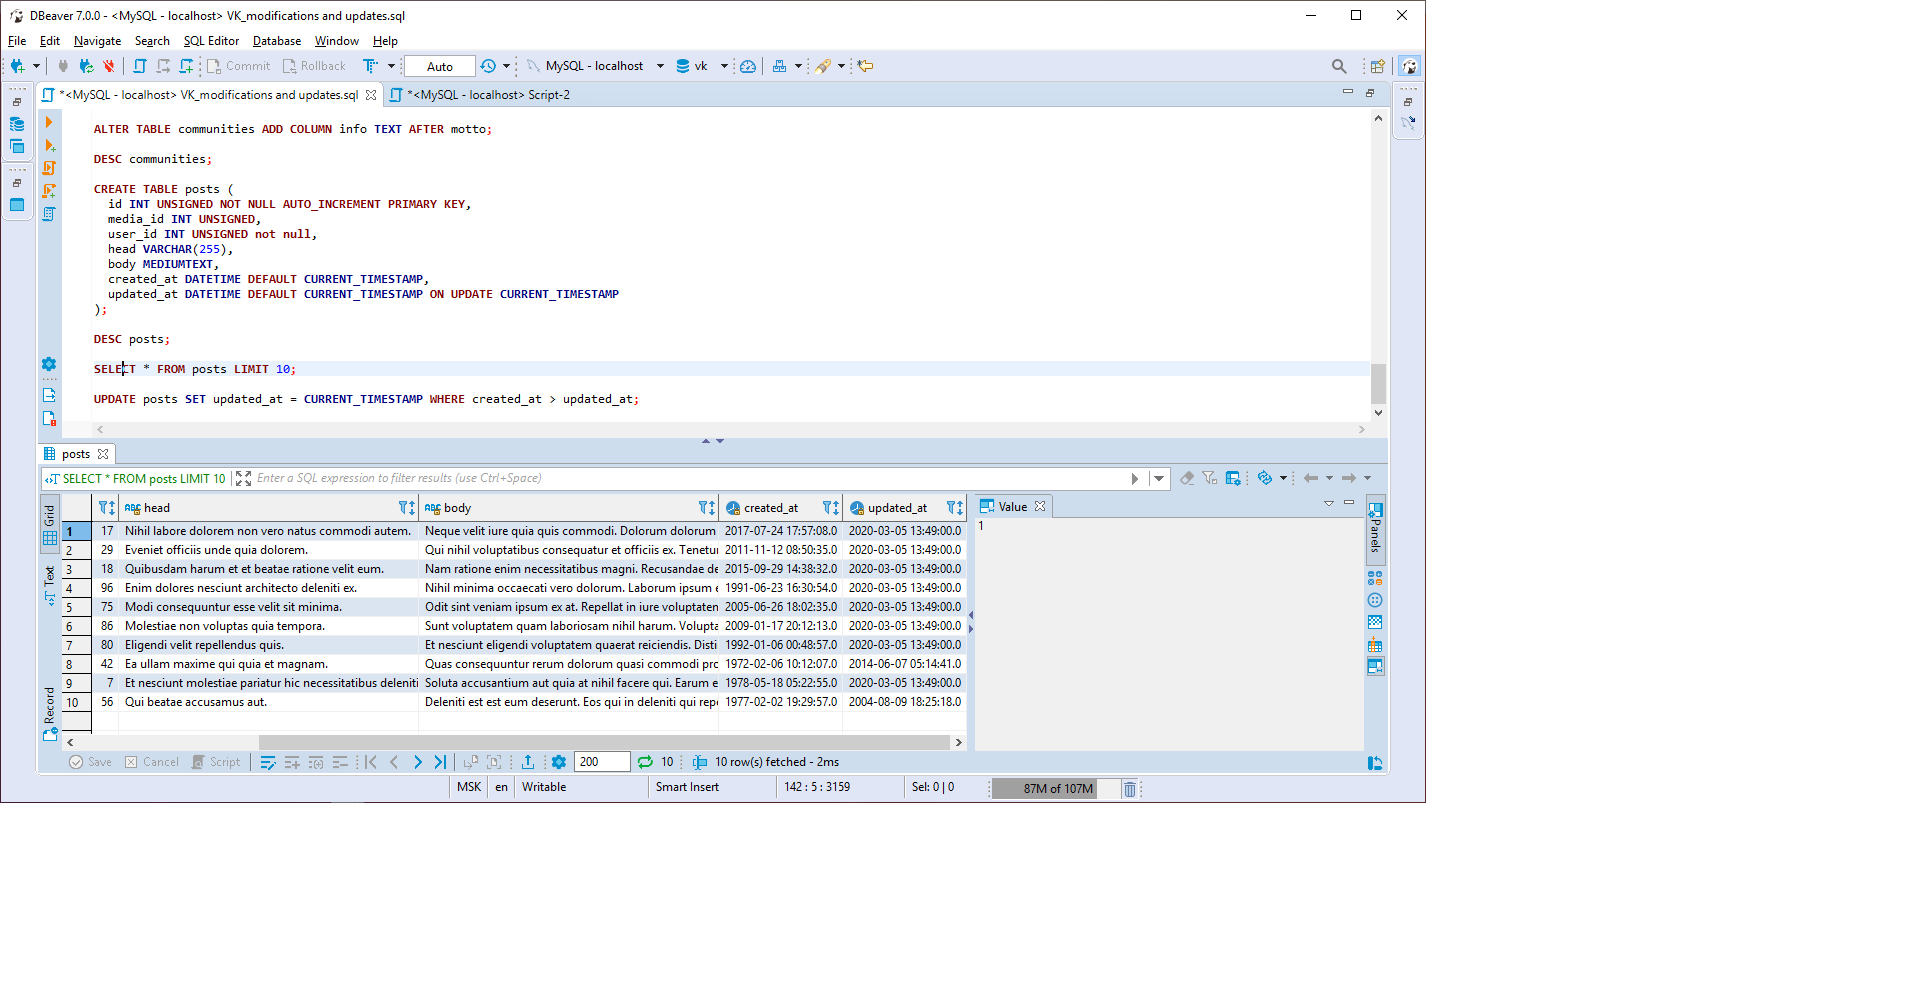 DBeaver 7.0.0 - <MySQL - localhost> VK_modifications and updates.sql
File Edit Navigate Search SQL Editor Database Window Help
Commit Rollback Auto MySQL - localhost vk
*<MySQL - localhost> VK_modifications and updates.sql *<MySQL - localhost> Script-2
ALTER TABLE communities ADD COLUMN info TEXT AFTER motto;
DESC communities;
CREATE TABLE posts (
id INT UNSIGNED NOT NULL AUTO_INCREMENT PRIMARY KEY,
media_id INT UNSIGNED,
user_id INT UNSIGNED not null,
head VARCHAR(255),
body MEDIUMTEXT,
created_at DATETIME DEFAULT CURRENT_TIMESTAMP,
updated_at DATETIME DEFAULT CURRENT_TIMESTAMP ON UPDATE CURRENT_TIMESTAMP
);
DESC posts;
SELECT * FROM posts LIMIT 10;
UPDATE posts SET updated_at = CURRENT_TIMESTAMP WHERE created_at > updated_at;
posts
SELECT * FROM posts LIMIT 10 Enter a SQL expression to filter results (use Ctrl+Space)
Grid
Text
Record
head body created_at updated_at
1 17 Nihil labore dolorem non vero natus commodi autem. Neque velit iure quia quis commodi. Dolorum dolorum 2017-07-24 17:57:08.0 2020-03-05 13:49:00.0
2 29 Eveniet officiis unde quia dolorem. Qui nihil voluptatibus consequatur et officiis ex. Tenetu 2011-11-12 08:50:35.0 2020-03-05 13:49:00.0
3 18 Quibusdam harum et et beatae ratione velit eum. Nam ratione enim necessitatibus magni. Recusandae de 2015-09-29 14:38:32.0 2020-03-05 13:49:00.0
4 96 Enim dolores nesciunt architecto deleniti ex. Nihil minima occaecati vero dolorum. Laborum ipsum 1991-06-23 16:30:54.0 2020-03-05 13:49:00.0
5 75 Modi consequuntur esse velit sit minima. Odit sint veniam ipsum ex at. Repellat in iure voluptaten 2005-06-26 18:02:35.0 2020-03-05 13:49:00.0
6 86 Molestiae non voluptas quia tempora. Sunt voluptatem quam laboriosam nihil harum. Volupta 2009-01-17 20:12:13.0 2020-03-05 13:49:00.0
7 80 Eligendi velit repellendus quis. Et nesciunt eligendi voluptatem quaerat reiciendis. Disti 1992-01-06 00:48:57.0 2020-03-05 13:49:00.0
8 42 Ea ullam maxime qui quia et magnam. Quas consequuntur rerum dolorum quasi commodi prc 1972-02-06 10:12:07.0 2014-06-07 05:14:41.0
9 7 Et nesciunt molestiae pariatur hic necessitatibus deleniti Soluta accusantium aut quia at nihil facere qui. Earum e 1978-05-18 05:22:55.0 2020-03-05 13:49:00.0
10 56 Qui beatae accusamus aut. Deleniti est est eum deserunt. Eos qui in deleniti qui rep 1977-02-02 19:29:57.0 2004-08-09 18:25:18.0
Value
1
Panels
Save Cancel Script 200 10 10 row(s) fetched - 2ms
MSK en Writable Smart Insert 142 : 5 : 3159 Sel: 0 | 0 87M of 107M